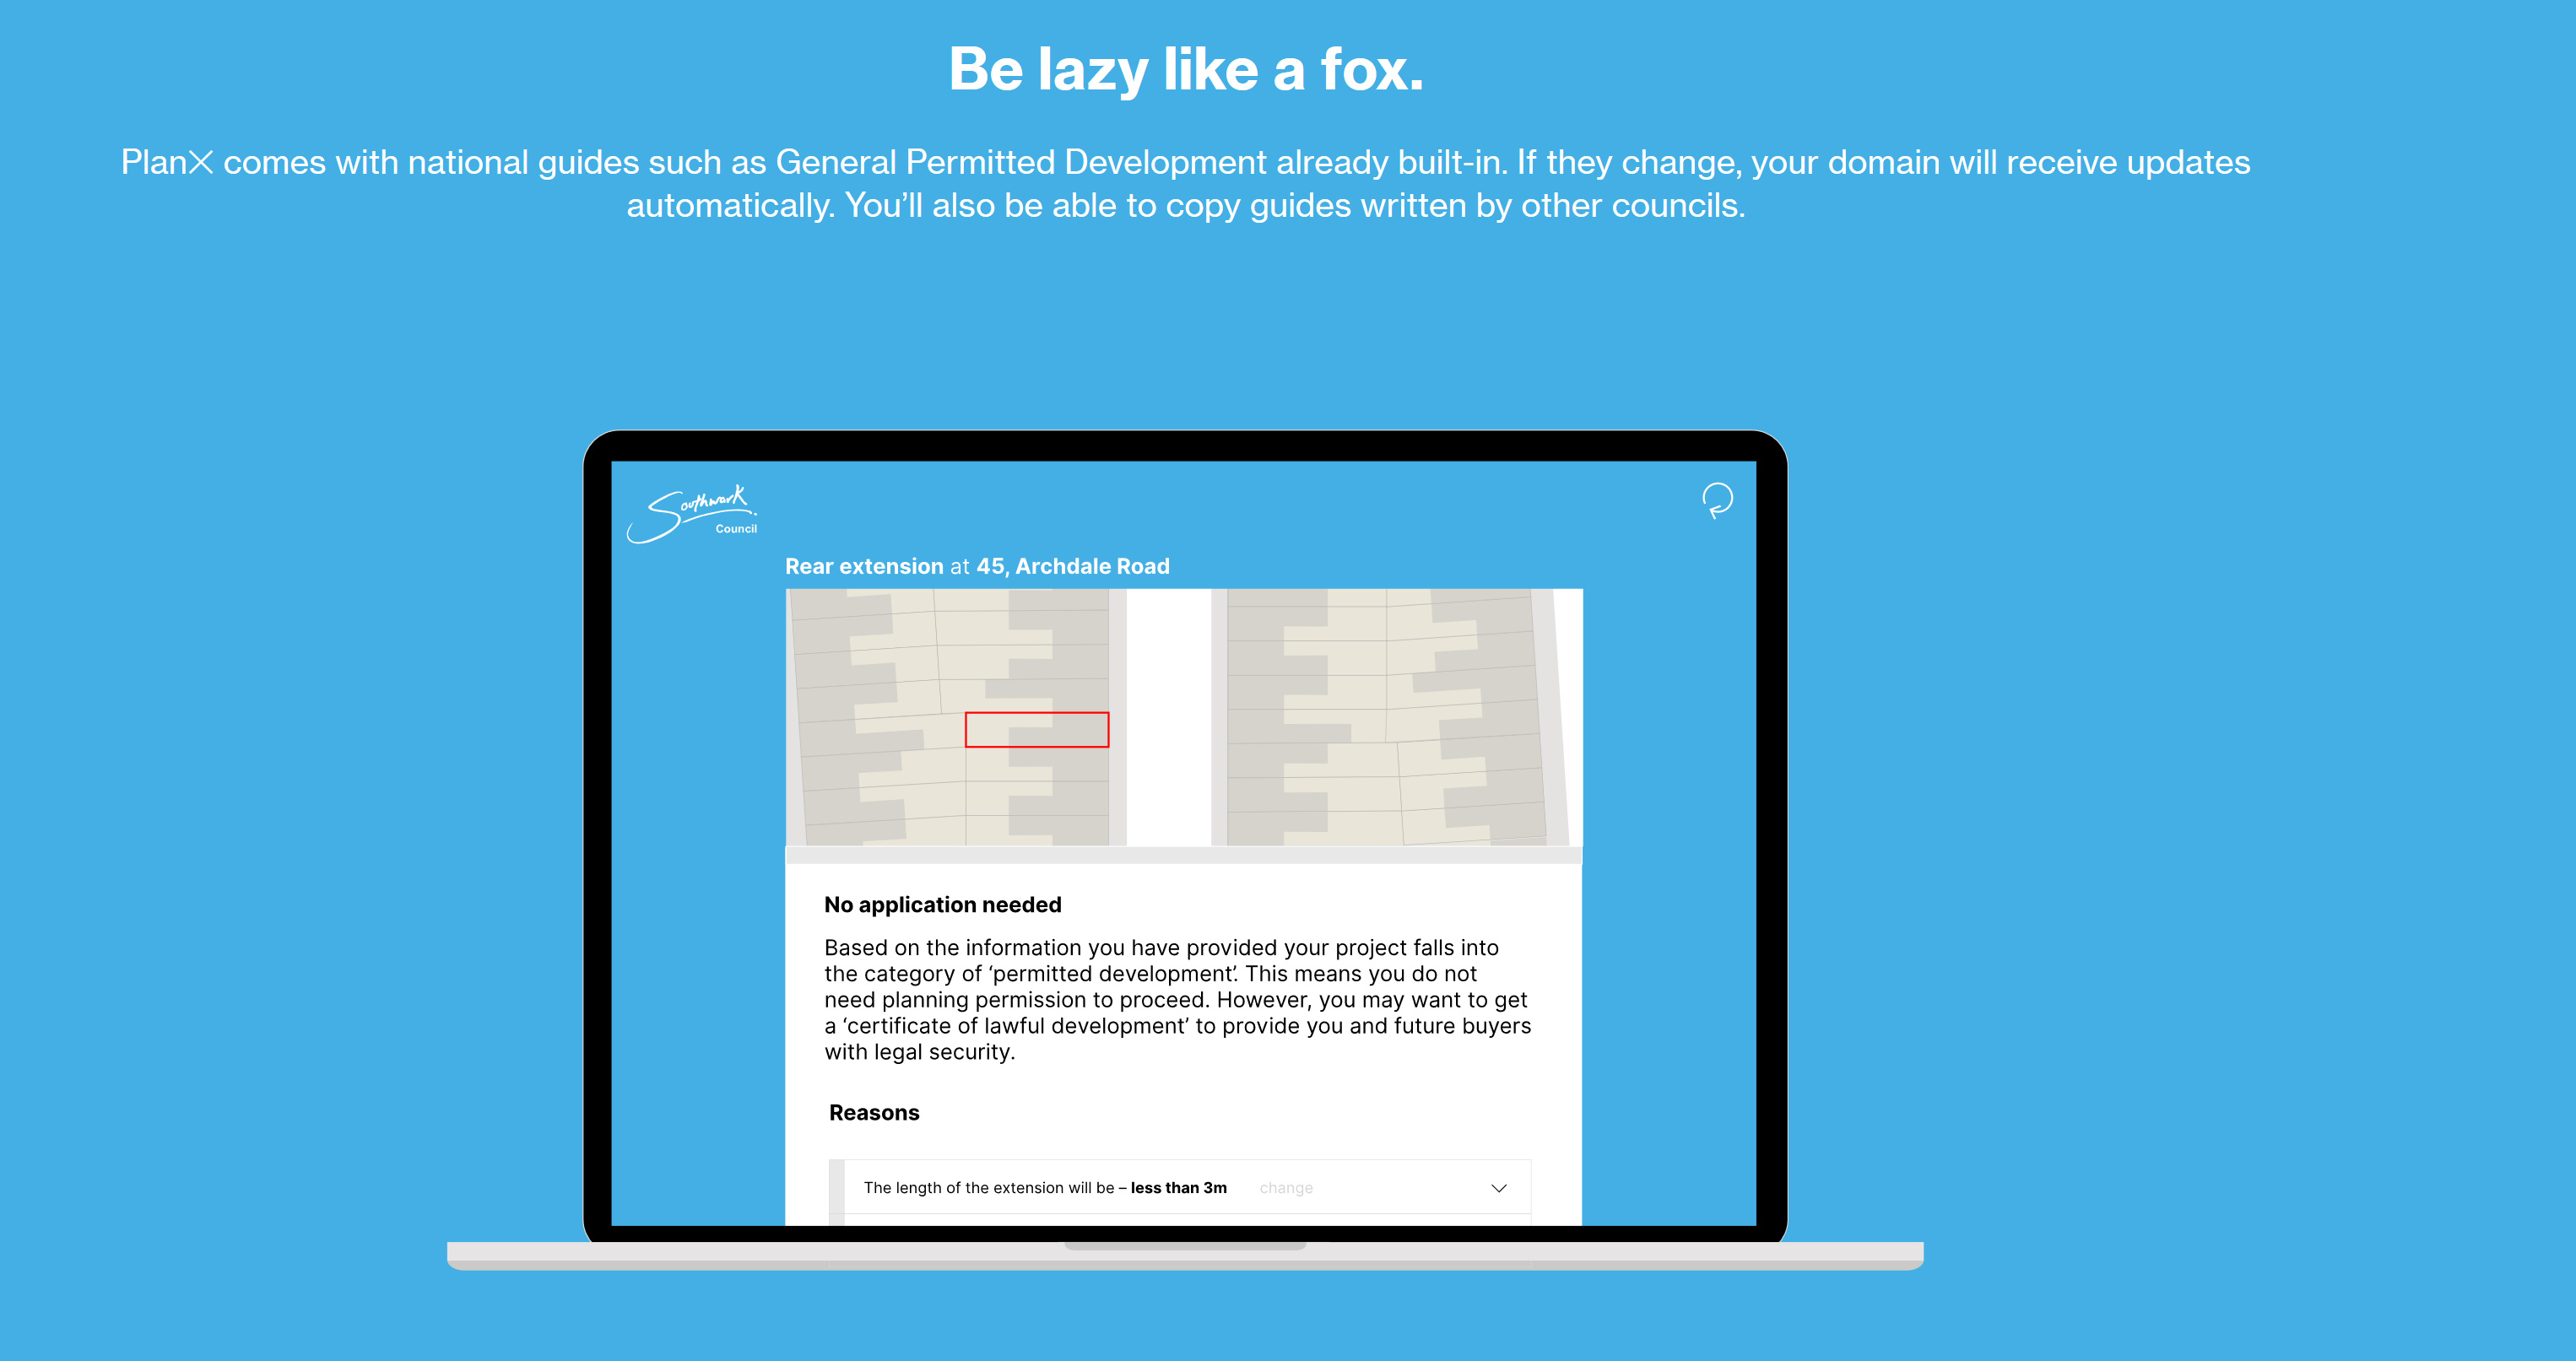 Be lazy like a fox.
PlanX comes with national guides such as General Permitted Development already built-in. If they change, your domain will receive updates
automatically. You’ll also be able to copy guides written by other councils.
Southwark
Council
Rear extension at 45, Archdale Road
No application needed
Based on the information you have provided your project falls into
the category of ‘permitted development’. This means you do not
need planning permission to proceed. However, you may want to get
a ‘certificate of lawful development’ to provide you and future buyers
with legal security.
Reasons
The length of the extension will be – less than 3m change